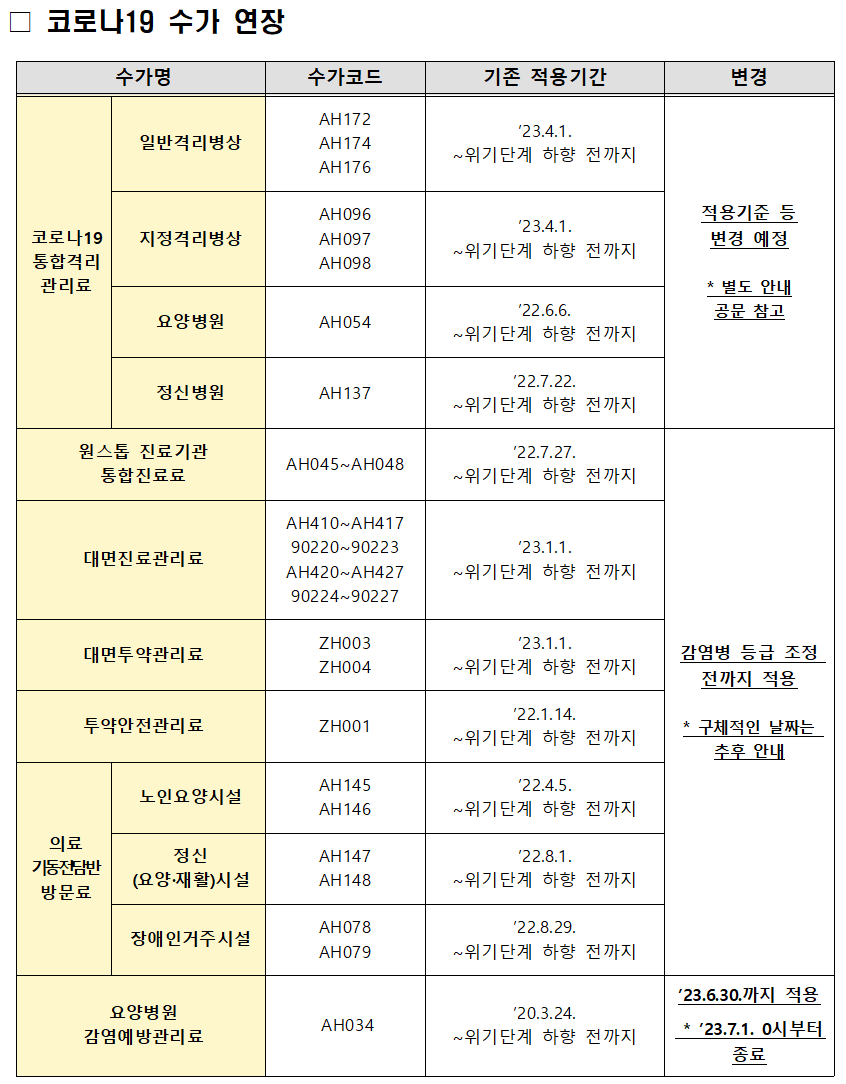 □ 코로나19 수가 연장
수가명 수가코드 기존 적용기간 변경
코로나19
통합격리
관리료
일반격리병상
AH172
AH174
AH176
’23.4.1.
~위기단계 하향 전까지
지정격리병상
AH096
AH097
AH098
’23.4.1.
~위기단계 하향 전까지
요양병원
AH054
’22.6.6.
~위기단계 하향 전까지
정신병원
AH137
’22.7.22.
~위기단계 하향 전까지
적용기준 등
변경 예정
* 별도 안내
공문 참고
원스톱 진료기관
통합진료료
AH045~AH048
’22.7.27.
~위기단계 하향 전까지
대면진료관리료
AH410~AH417
90220~90223
AH420~AH427
90224~90227
’23.1.1.
~위기단계 하향 전까지
대면투약관리료
ZH003
ZH004
’23.1.1.
~위기단계 하향 전까지
투약안전관리료
ZH001
’22.1.14.
~위기단계 하향 전까지
의료
기동전담반
방문료
노인요양시설
AH145
AH146
’22.4.5.
~위기단계 하향 전까지
정신
(요양·재활)시설
AH147
AH148
’22.8.1.
~위기단계 하향 전까지
장애인거주시설
AH078
AH079
’22.8.29.
~위기단계 하향 전까지
감염병 등급 조정
전까지 적용
* 구체적인 날짜는
추후 안내
요양병원
감염예방관리료
AH034
’20.3.24.
~위기단계 하향 전까지
’23.6.30.까지 적용
* ’23.7.1. 0시부터
종료